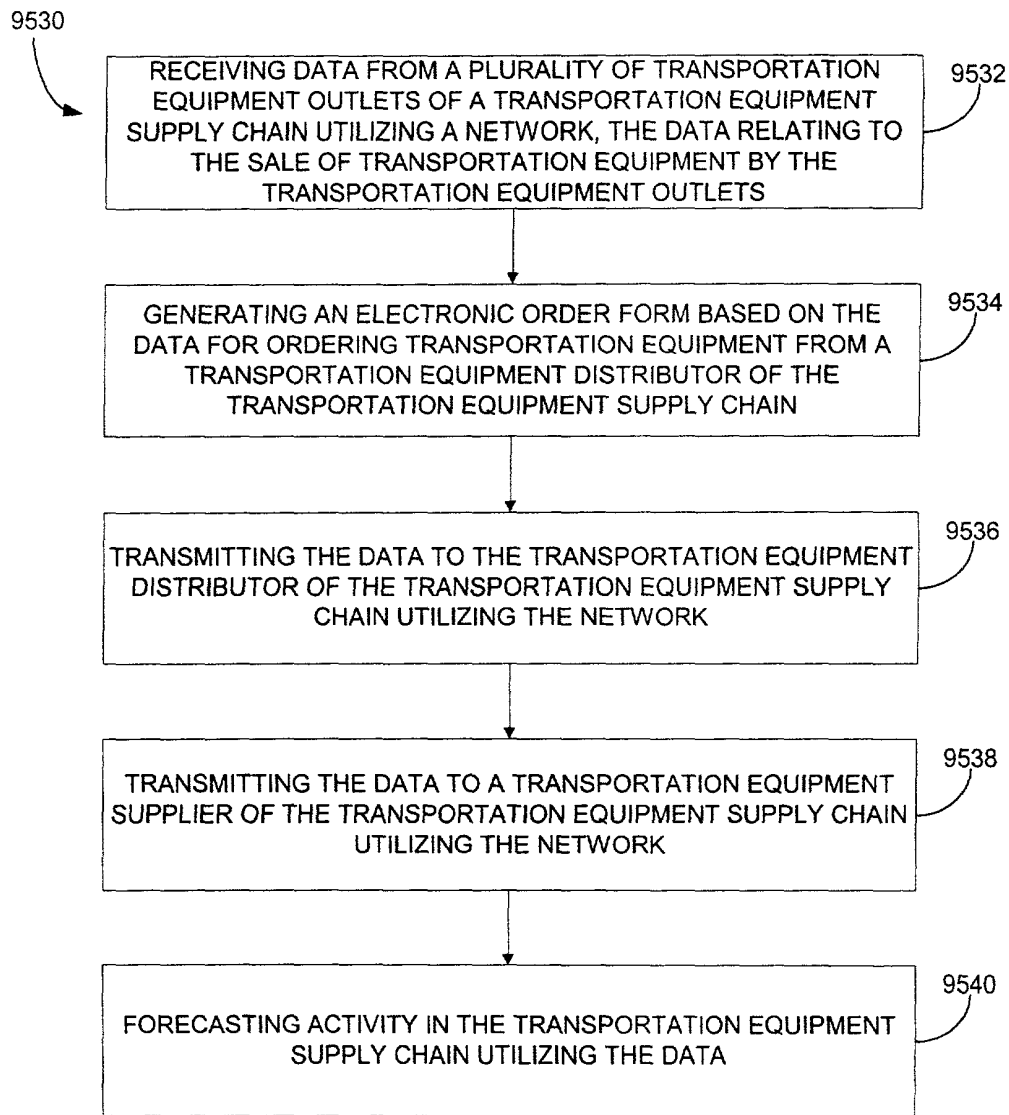 9530
RECEIVING DATA FROM A PLURALITY OF TRANSPORTATION
EQUIPMENT OUTLETS OF A TRANSPORTATION EQUIPMENT
SUPPLY CHAIN UTILIZING A NETWORK, THE DATA RELATING TO
THE SALE OF TRANSPORTATION EQUIPMENT BY THE
TRANSPORTATION EQUIPMENT OUTLETS
9532
GENERATING AN ELECTRONIC ORDER FORM BASED ON THE
DATA FOR ORDERING TRANSPORTATION EQUIPMENT FROM A
TRANSPORTATION EQUIPMENT DISTRIBUTOR OF THE
TRANSPORTATION EQUIPMENT SUPPLY CHAIN
9534
TRANSMITTING THE DATA TO THE TRANSPORTATION EQUIPMENT
DISTRIBUTOR OF THE TRANSPORTATION EQUIPMENT SUPPLY
CHAIN UTILIZING THE NETWORK
9536
TRANSMITTING THE DATA TO A TRANSPORTATION EQUIPMENT
SUPPLIER OF THE TRANSPORTATION EQUIPMENT SUPPLY CHAIN
UTILIZING THE NETWORK
9538
FORECASTING ACTIVITY IN THE TRANSPORTATION EQUIPMENT
SUPPLY CHAIN UTILIZING THE DATA
9540